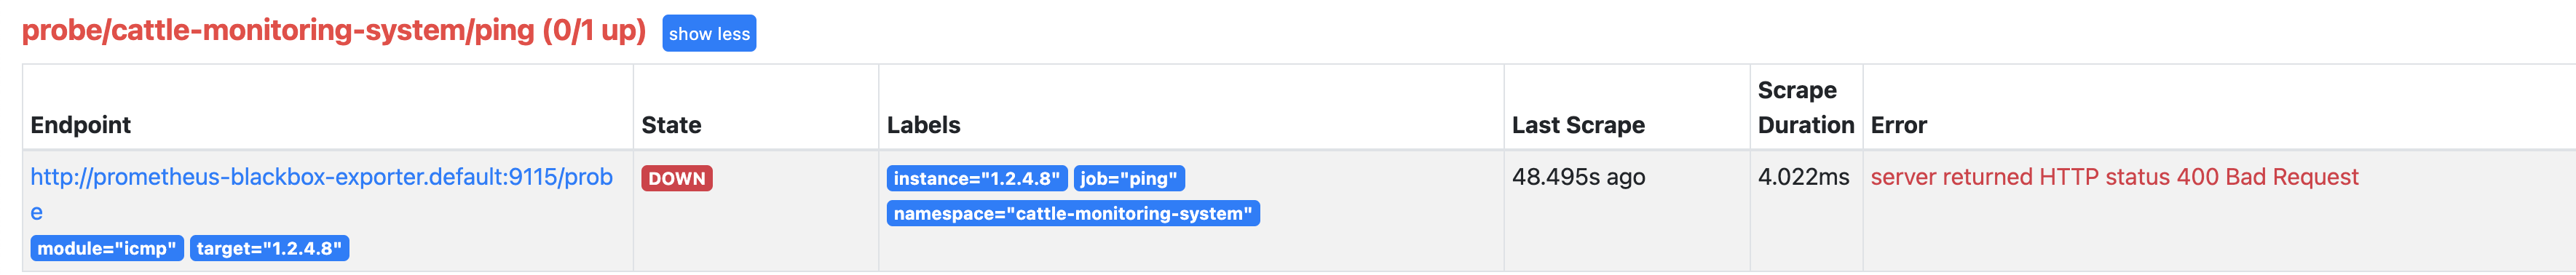 probe/cattle-monitoring-system/ping (0/1 up) show less
Endpoint State Labels Last Scrape Scrape Duration Error
http://prometheus-blackbox-exporter.default:9115/prob
e
module="icmp" target="1.2.4.8"
DOWN
instance="1.2.4.8" job="ping"
namespace="cattle-monitoring-system"
48.495s ago
4.022ms
server returned HTTP status 400 Bad Request